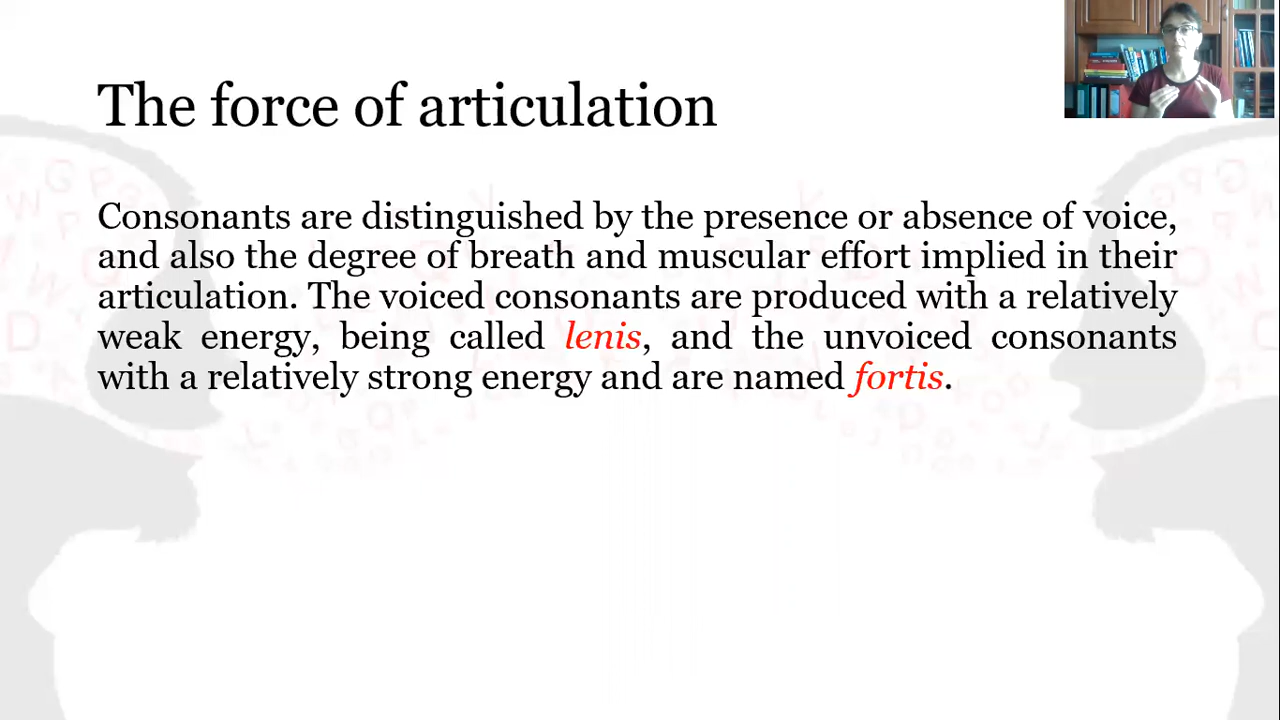 The force of articulation
Consonants are distinguished by the presence or absence of voice,
and also the degree of breath and muscular effort implied in their
articulation. The voiced consonants are produced with a relatively
weak energy, being called lenis, and the unvoiced consonants
with a relatively strong energy and are named fortis.